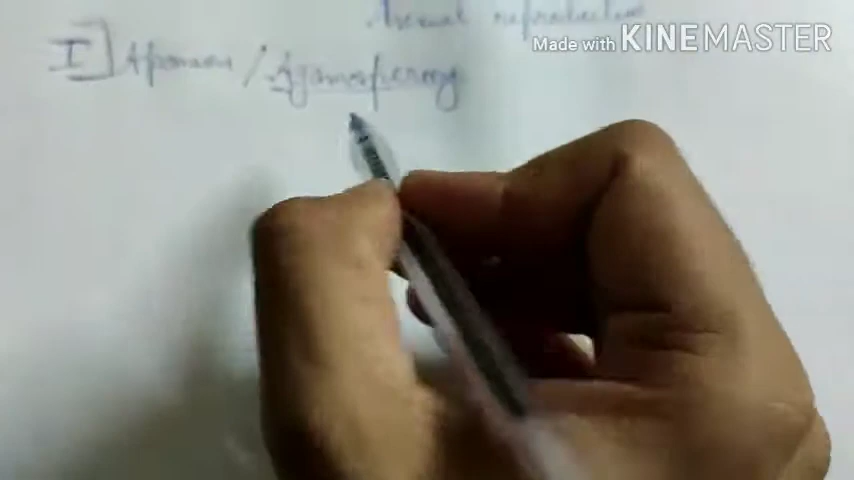 Asexual reproduction
Made with KINEMASTER
I] Apomixis / Agamospermy